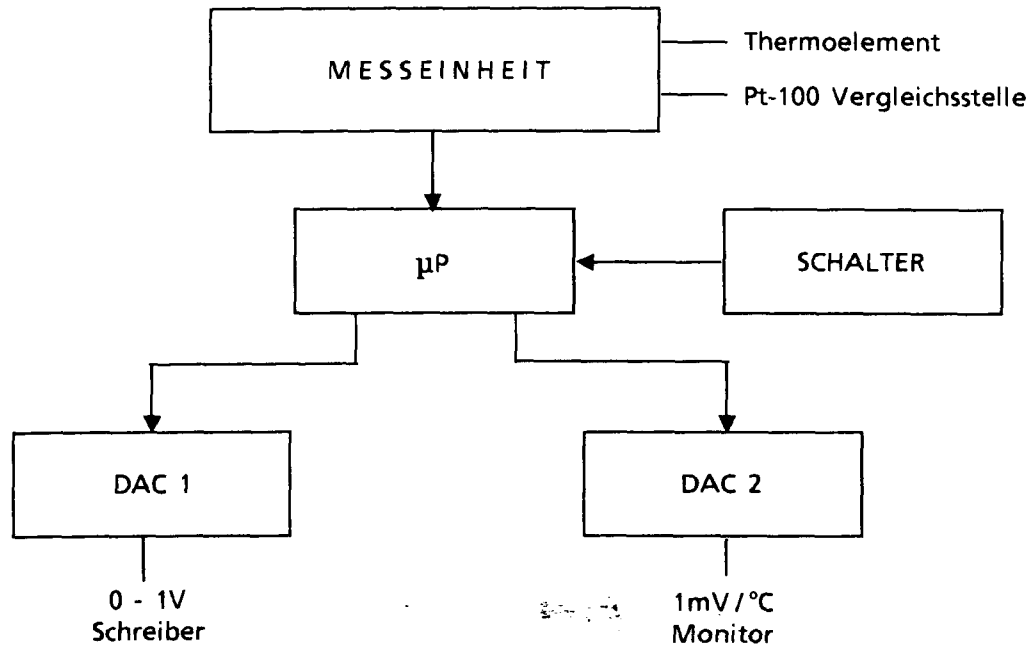 MESSEINHEIT
Thermoelement
Pt-100 Vergleichsstelle
µP
SCHALTER
DAC 1
DAC 2
0 - 1V
Schreiber
1mV/°C
Monitor